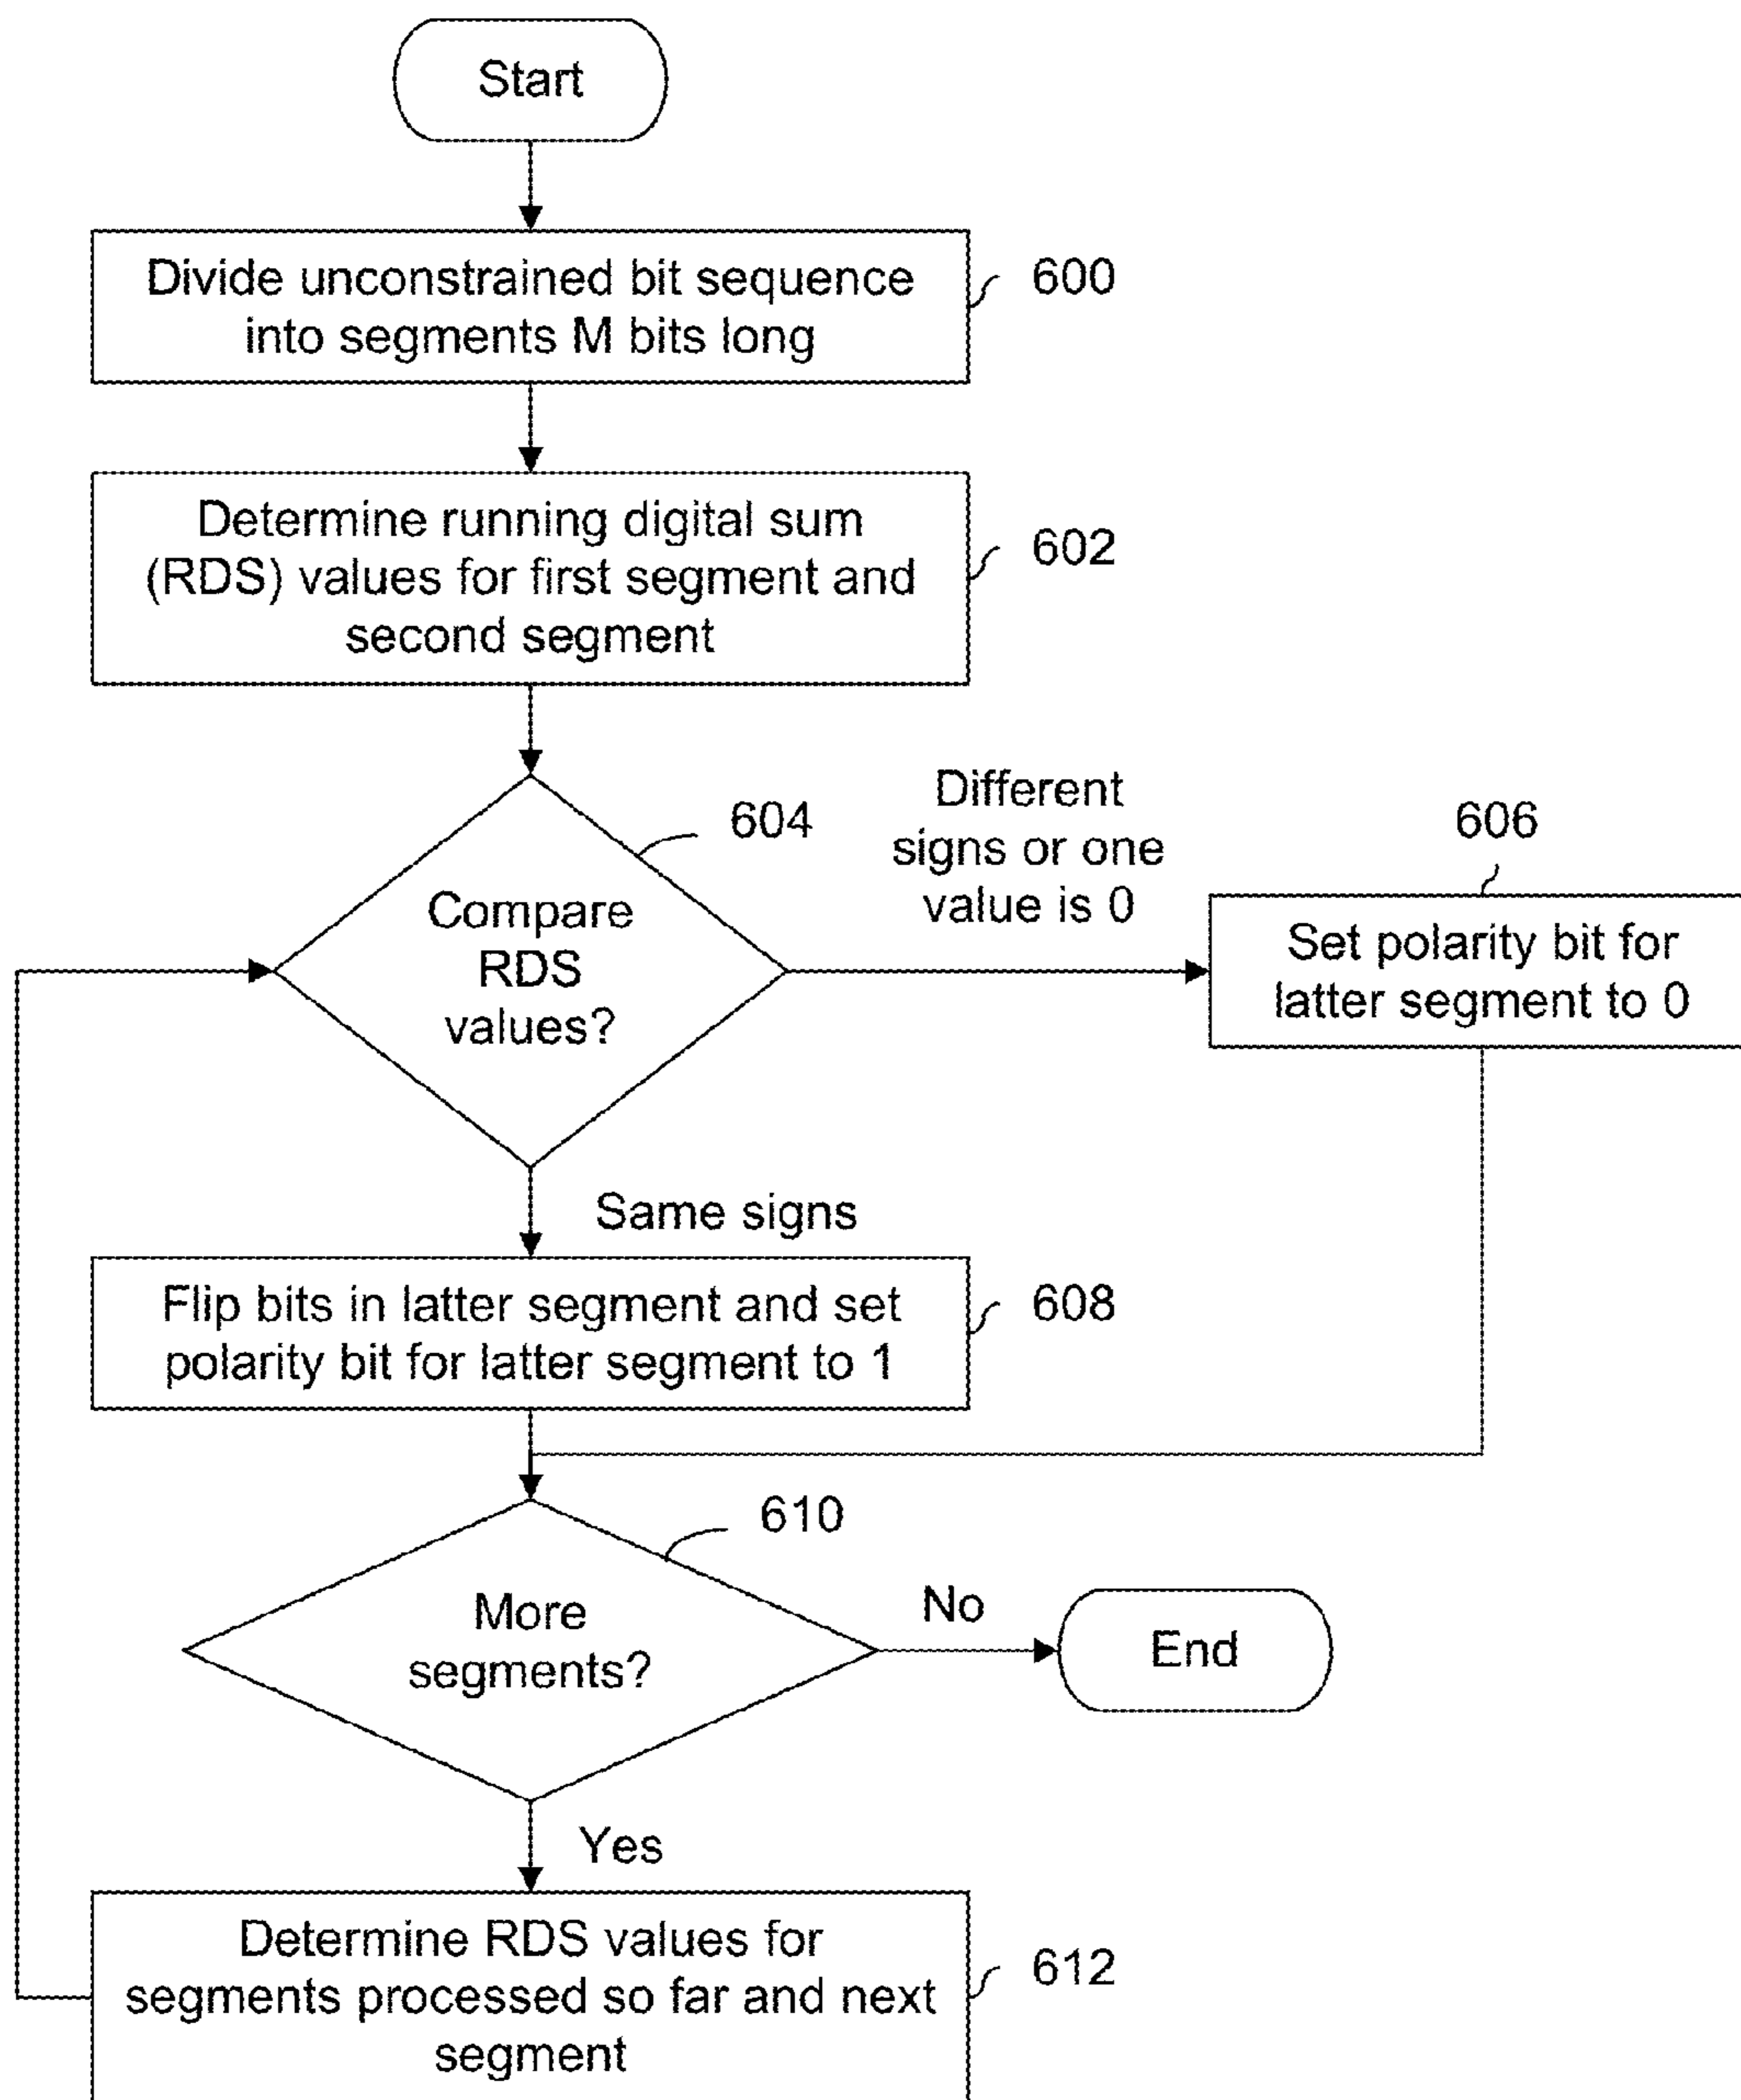 Start
Divide unconstrained bit sequence
into segments M bits long
600
Determine running digital sum
(RDS) values for first segment and
second segment
602
Compare
RDS
values?
604
Different
signs or one
value is 0
606
Set polarity bit for
latter segment to 0
Same signs
Flip bits in latter segment and set
polarity bit for latter segment to 1
608
More
segments?
610
No
End
Yes
Determine RDS values for
segments processed so far and next
segment
612